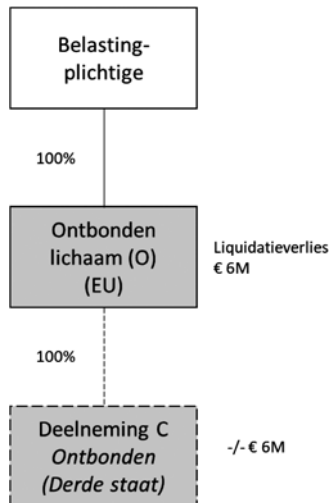 Belasting-
plichtige
100%
Ontbonden
lichaam (O)
(EU)
Liquidatieverlies
€ 6M
100%
Deelneming C
Ontbonden
(Derde staat)
-/- € 6M